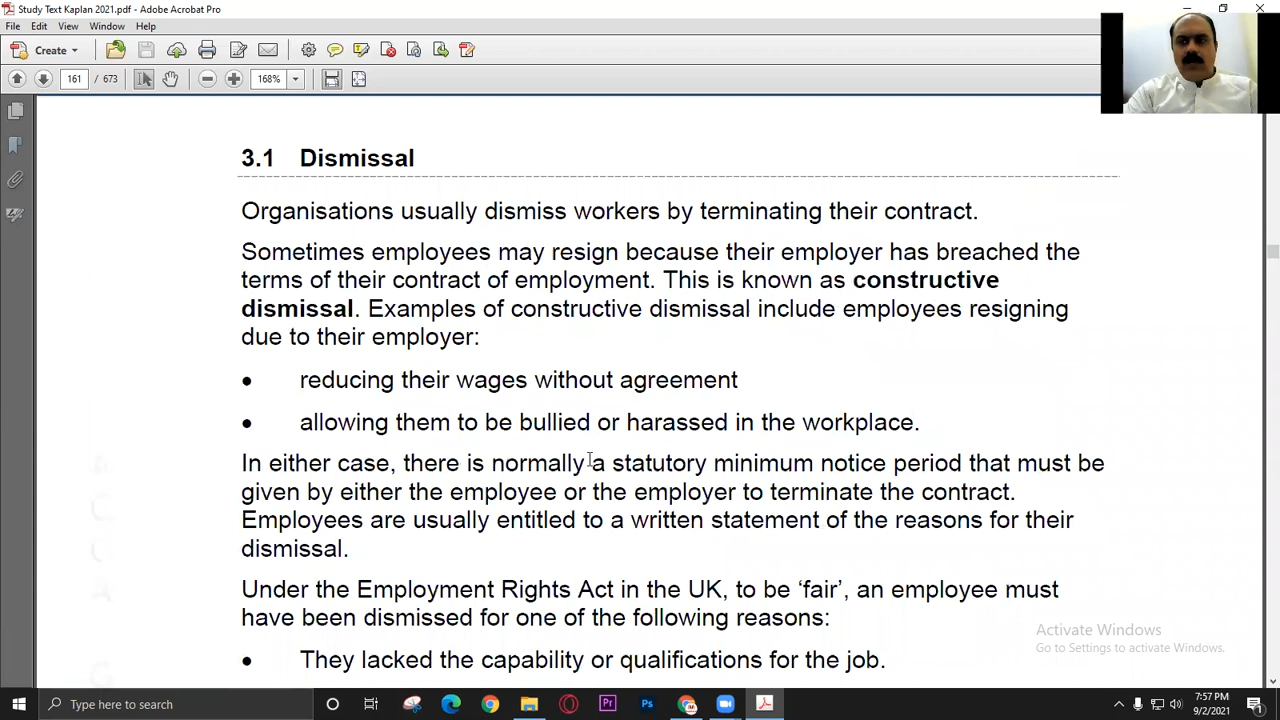 Study Text Kaplan 2021.pdf - Adobe Acrobat Pro
File Edit View Window Help
Create
161 / 673 168%
3.1 Dismissal
Organisations usually dismiss workers by terminating their contract.
Sometimes employees may resign because their employer has breached the
terms of their contract of employment. This is known as constructive
dismissal. Examples of constructive dismissal include employees resigning
due to their employer:
• reducing their wages without agreement
• allowing them to be bullied or harassed in the workplace.
In either case, there is normally a statutory minimum notice period that must be
given by either the employee or the employer to terminate the contract.
Employees are usually entitled to a written statement of the reasons for their
dismissal.
Under the Employment Rights Act in the UK, to be ‘fair’, an employee must
have been dismissed for one of the following reasons:
• They lacked the capability or qualifications for the job.
Activate Windows
Go to Settings to activate Windows.
Type here to search
Pr
Ps
7:57 PM
9/2/2021
1